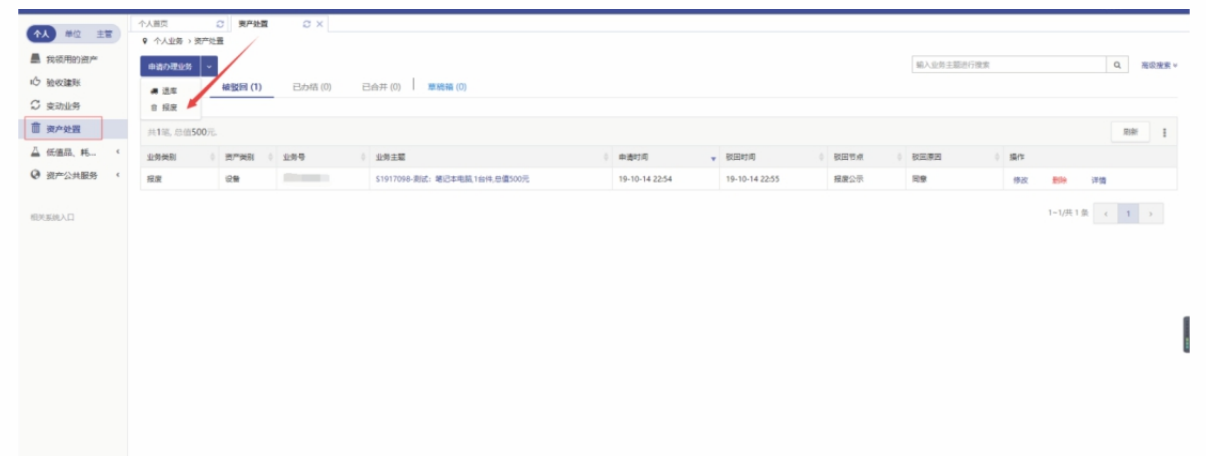 个人首页 资产处置
个人 单位 主管
个人业务 > 资产处置
我领用的资产
申请办理业务
输入业务主题进行搜索 高级搜索
验收建账
退库 被驳回 (1) 已办结 (0) 已合并 (0) 草稿箱 (0)
变动业务
报废
资产处置
共1笔, 总值500元. 刷新
低值品、耗...
业务类别 资产类别 业务号 业务主题 申请时间 驳回时间 驳回节点 驳回原因 操作
资产公共服务
报废 设备 S1917098-测试: 笔记本电脑,1台件,总值500元 19-10-14 22:54 19-10-14 22:55 报废公示 同意 修改 删除 详情
相关系统入口
1-1/共 1 条 1